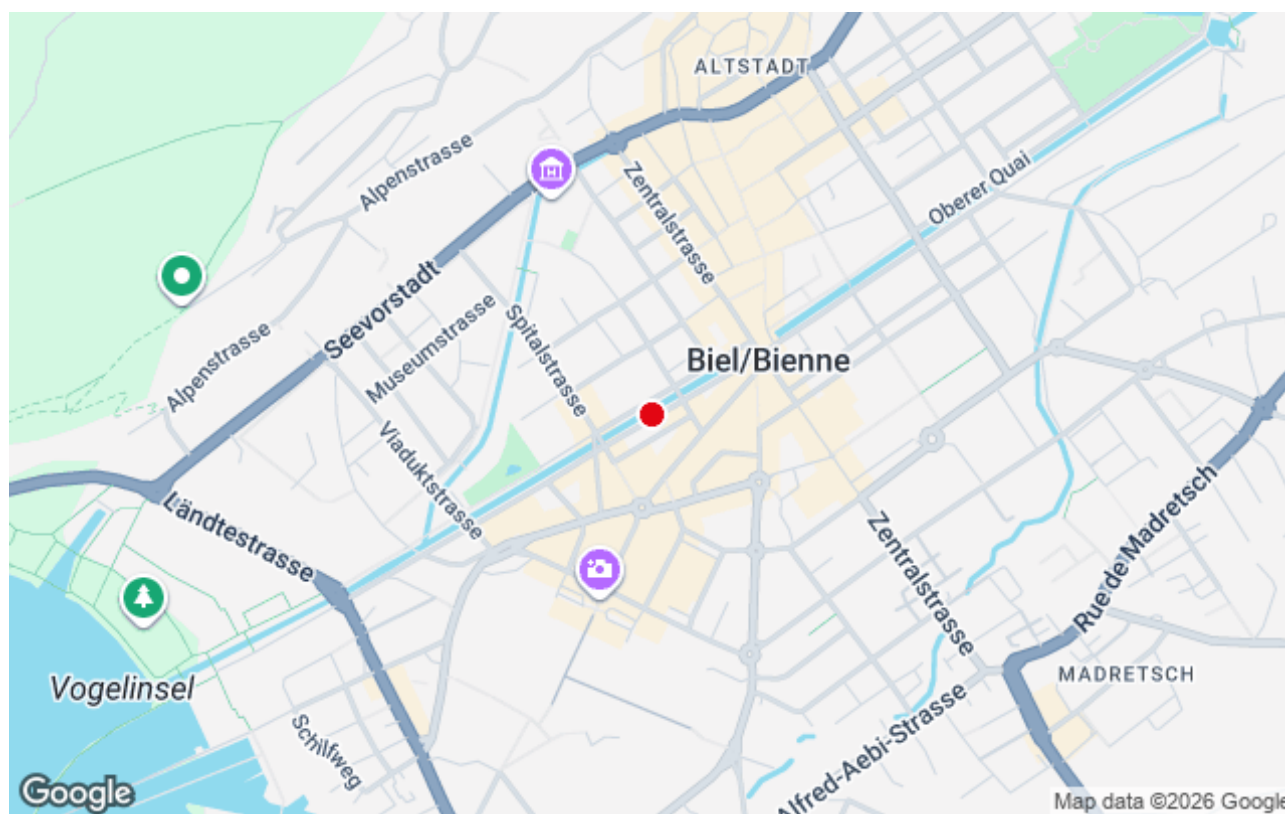 ALTSTADT
Alpenstrasse
Zentralstrasse
Oberer Quai
Seevorstadt
Museumstrasse
Spitalstrasse
Alpenstrasse
Biel/Bienne
Viaduktstrasse
Ländtestrasse
Zentralstrasse
Rue de Madretsch
Vogelinsel
MADRETSCH
Schilfweg
Alfred-Aebi-Strasse
Google
Map data ©2026 Google